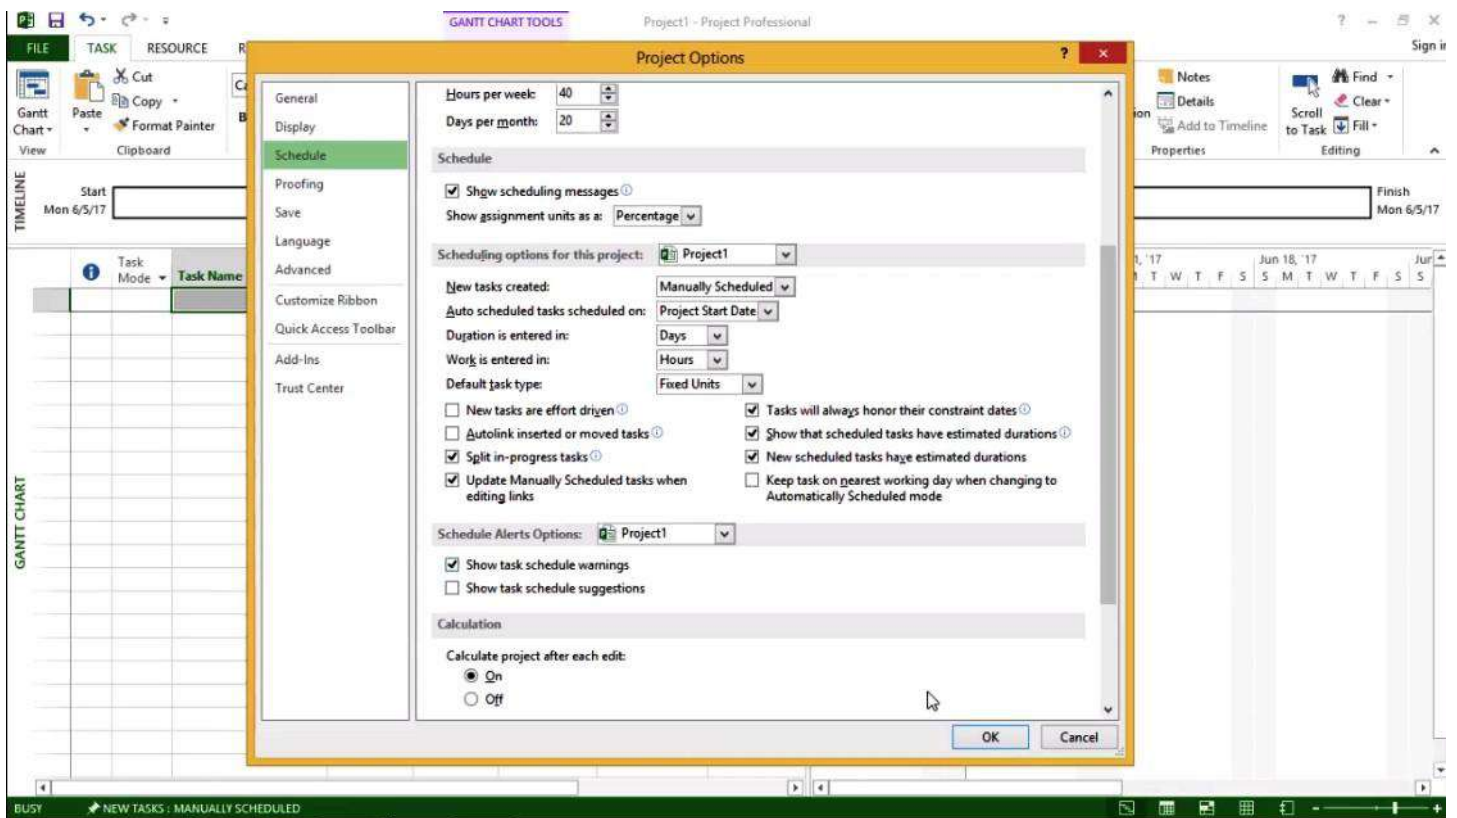 GANTT CHART TOOLS
Project1 - Project Professional
?
FILE
TASK
RESOURCE
R
Sign in
Project Options
?
Gantt
Chart
View
Paste
Cut
Copy
Format Painter
Clipboard
Ca
B
Notes
Details
Add to Timeline
ion
Properties
Scroll
to Task
Find
Clear
Fill
Editing
TIMELINE
Start
Mon 6/5/17
Finish
Mon 6/5/17
Task
Mode
Task Name
1, '17
Jun 18, '17
Jur
T W T F S S M T W T F S S
GANTT CHART
General
Display
Schedule
Proofing
Save
Language
Advanced
Customize Ribbon
Quick Access Toolbar
Add-Ins
Trust Center
Hours per week: 40
Days per month: 20
Schedule
Show scheduling messages
Show assignment units as a: Percentage
Scheduling options for this project: Project1
New tasks created: Manually Scheduled
Auto scheduled tasks scheduled on: Project Start Date
Duration is entered in: Days
Work is entered in: Hours
Default task type: Fixed Units
New tasks are effort driven
Autolink inserted or moved tasks
Split in-progress tasks
Update Manually Scheduled tasks when
editing links
Tasks will always honor their constraint dates
Show that scheduled tasks have estimated durations
New scheduled tasks have estimated durations
Keep task on nearest working day when changing to
Automatically Scheduled mode
Schedule Alerts Options: Project1
Show task schedule warnings
Show task schedule suggestions
Calculation
Calculate project after each edit:
On
Off
OK
Cancel
BUSY
NEW TASKS : MANUALLY SCHEDULED